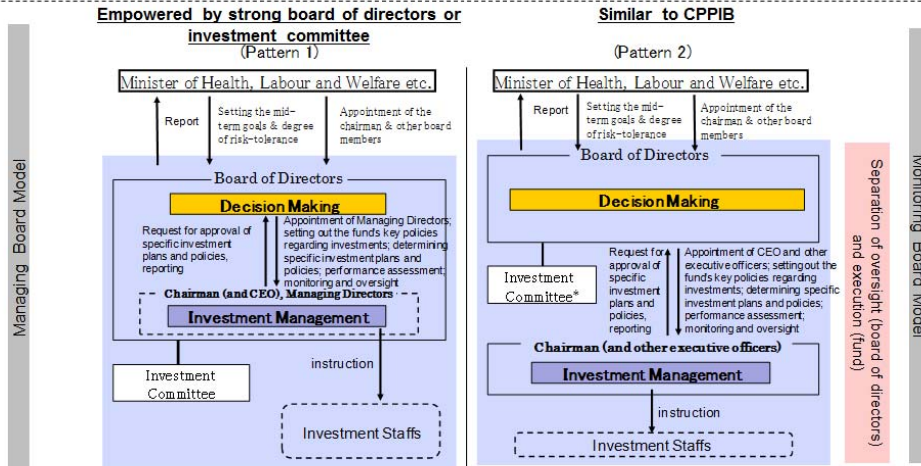 Empowered by strong board of directors or
investment committee
(Pattern 1)
Minister of Health, Labour and Welfare etc.
Report
Setting the mid-
term goals & degree
of risk-tolerance
Appointment of the
chairman & other board
members
Managing Board Model
Board of Directors
Decision Making
Request for approval of
specific investment
plans and policies,
reporting
Appointment of Managing Directors;
setting out the fund's key policies
regarding investments; determining
specific investment plans and
policies; performance assessment;
monitoring and oversight
Chairman (and CEO), Managing Directors
Investment Management
Investment
Committee
instruction
Investment Staffs
Similar to CPPIB
(Pattern 2)
Minister of Health, Labour and Welfare etc.
Report
Setting the mid-
term goals & degree
of risk-tolerance
Appointment of the
chairman & other board
members
Board of Directors
Decision Making
Investment
Committee*
Request for
approval of
specific
investment
plans and
policies,
reporting
Appointment of CEO and other
executive officers; setting out the
fund's key policies regarding
investments; determining specific
investment plans and policies;
performance assessment;
monitoring and oversight
Chairman (and other executive officers)
Investment Management
instruction
Investment Staffs
Separation of oversight (board of directors)
and execution (fund)
Monitoring Board Model